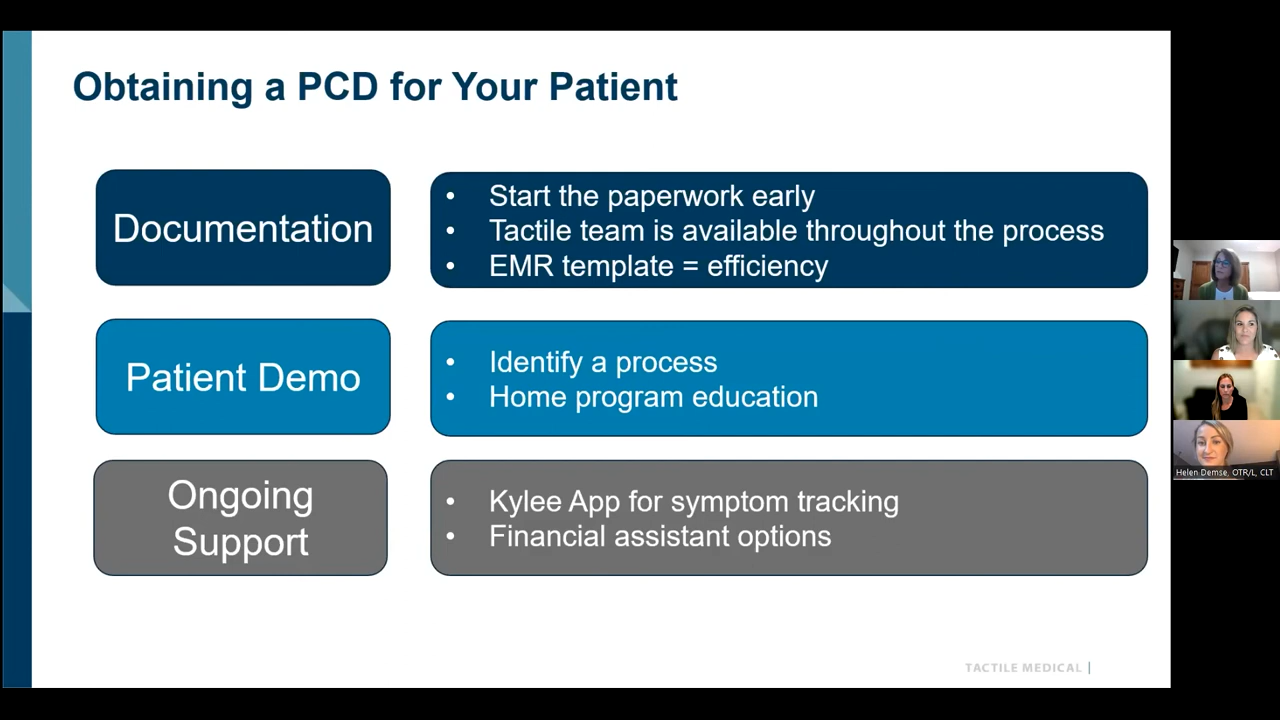 Obtaining a PCD for Your Patient
Documentation
• Start the paperwork early
• Tactile team is available throughout the process
• EMR template = efficiency
Patient Demo
• Identify a process
• Home program education
Ongoing
Support
• Kylee App for symptom tracking
• Financial assistant options
TACTILE MEDICAL |
Helen Demse, OTR/L, CLT